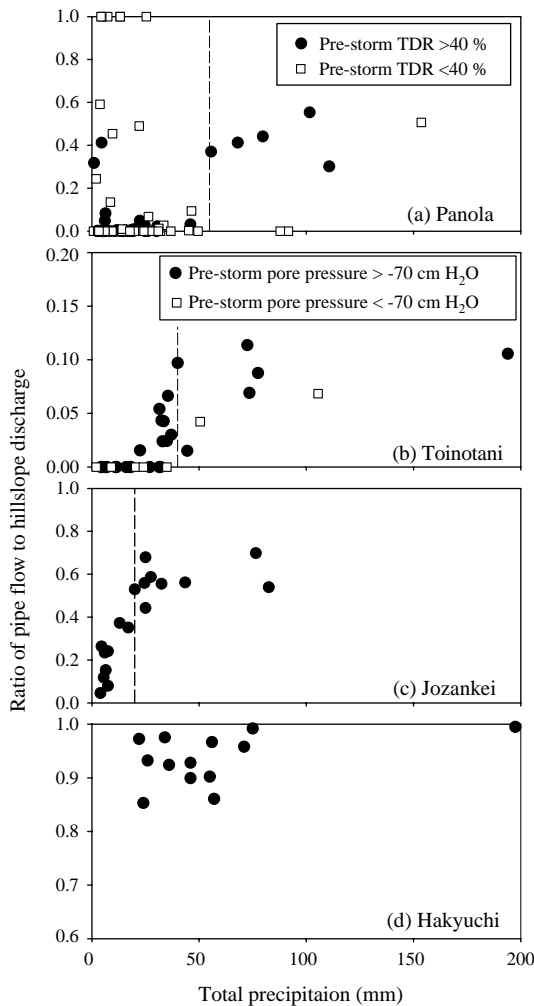 1.0
0.8
0.6
0.4
0.2
0.0
Pre-storm TDR >40 %
Pre-storm TDR <40 %
(a) Panola
0.20
0.15
0.10
0.05
0.00
Pre-storm pore pressure > -70 cm H₂O
Pre-storm pore pressure < -70 cm H₂O
(b) Toinotani
1.0
0.8
0.6
0.4
0.2
0.0
(c) Jozankei
1.0
0.9
0.8
0.7
0.6
(d) Hakyuchi
0
50
100
150
200
Ratio of pipe flow to hillslope discharge
Total precipitaion (mm)